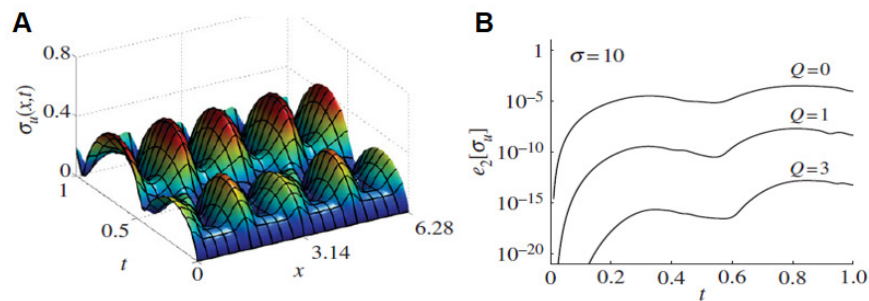 A
0.8
0.4
0
σ_u(x,t)
1
0.5
0
t
x
3.14
6.28
B
σ=10
Q=0
Q=1
Q=3
e₂[σ_u]
1
10⁻⁵
10⁻¹⁰
10⁻¹⁵
10⁻²⁰
0 0.2 0.4 0.6 0.8 1.0
t